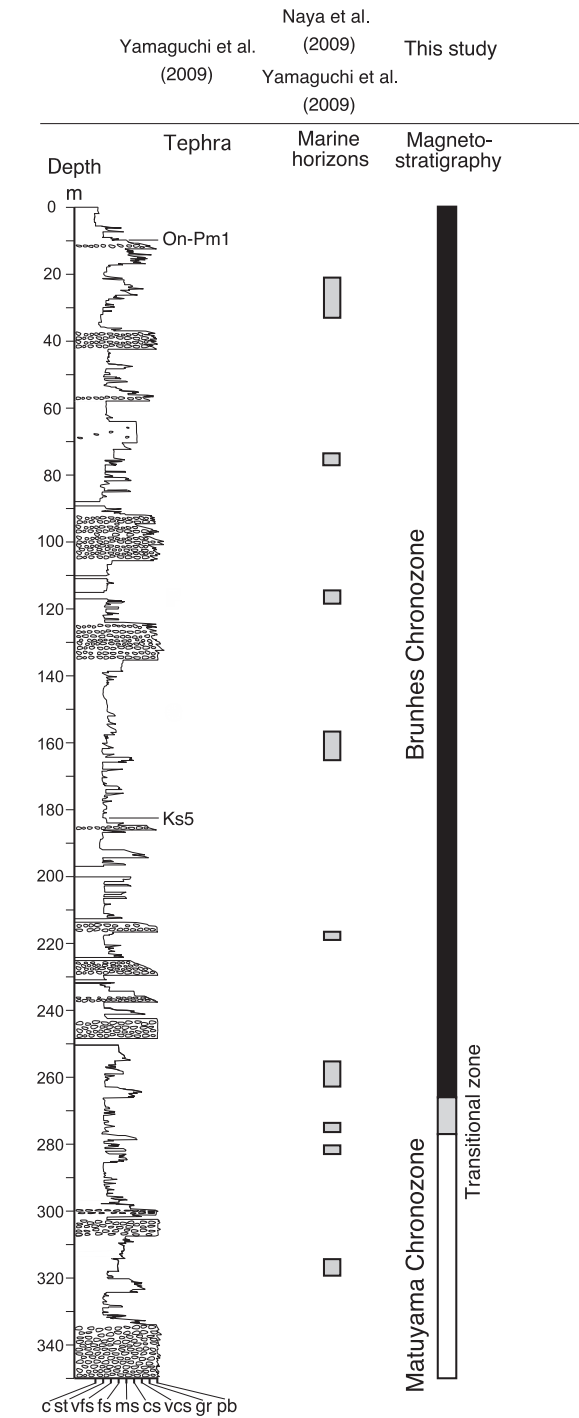 Naya et al.
(2009)
Yamaguchi et al.
(2009)
Yamaguchi et al.
(2009)
This study
Tephra
Marine
horizons
Magneto-
stratigraphy
Depth
m
0
On-Pm1
20
40
60
80
100
120
140
160
180
Ks5
200
220
240
260
280
300
320
340
Brunhes Chronozone
Transitional zone
Matuyama Chronozone
c st vfs fs ms cs vcs gr pb